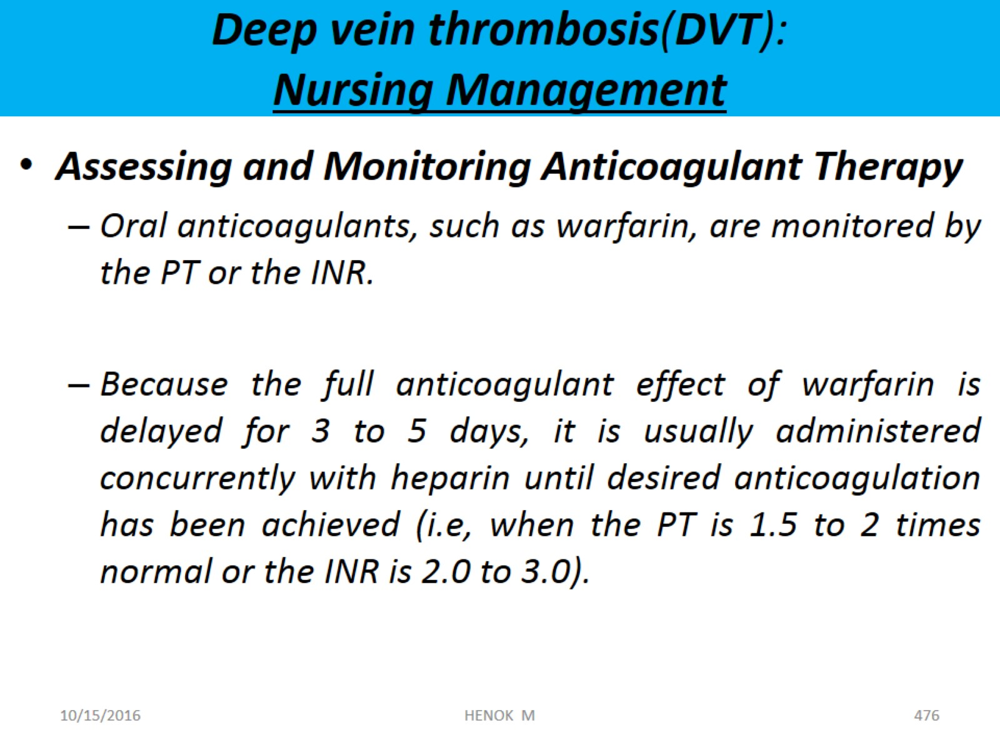 Deep vein thrombosis(DVT):
Nursing Management
• Assessing and Monitoring Anticoagulant Therapy
– Oral anticoagulants, such as warfarin, are monitored by
the PT or the INR.
– Because the full anticoagulant effect of warfarin is
delayed for 3 to 5 days, it is usually administered
concurrently with heparin until desired anticoagulation
has been achieved (i.e, when the PT is 1.5 to 2 times
normal or the INR is 2.0 to 3.0).
10/15/2016 HENOK M 476